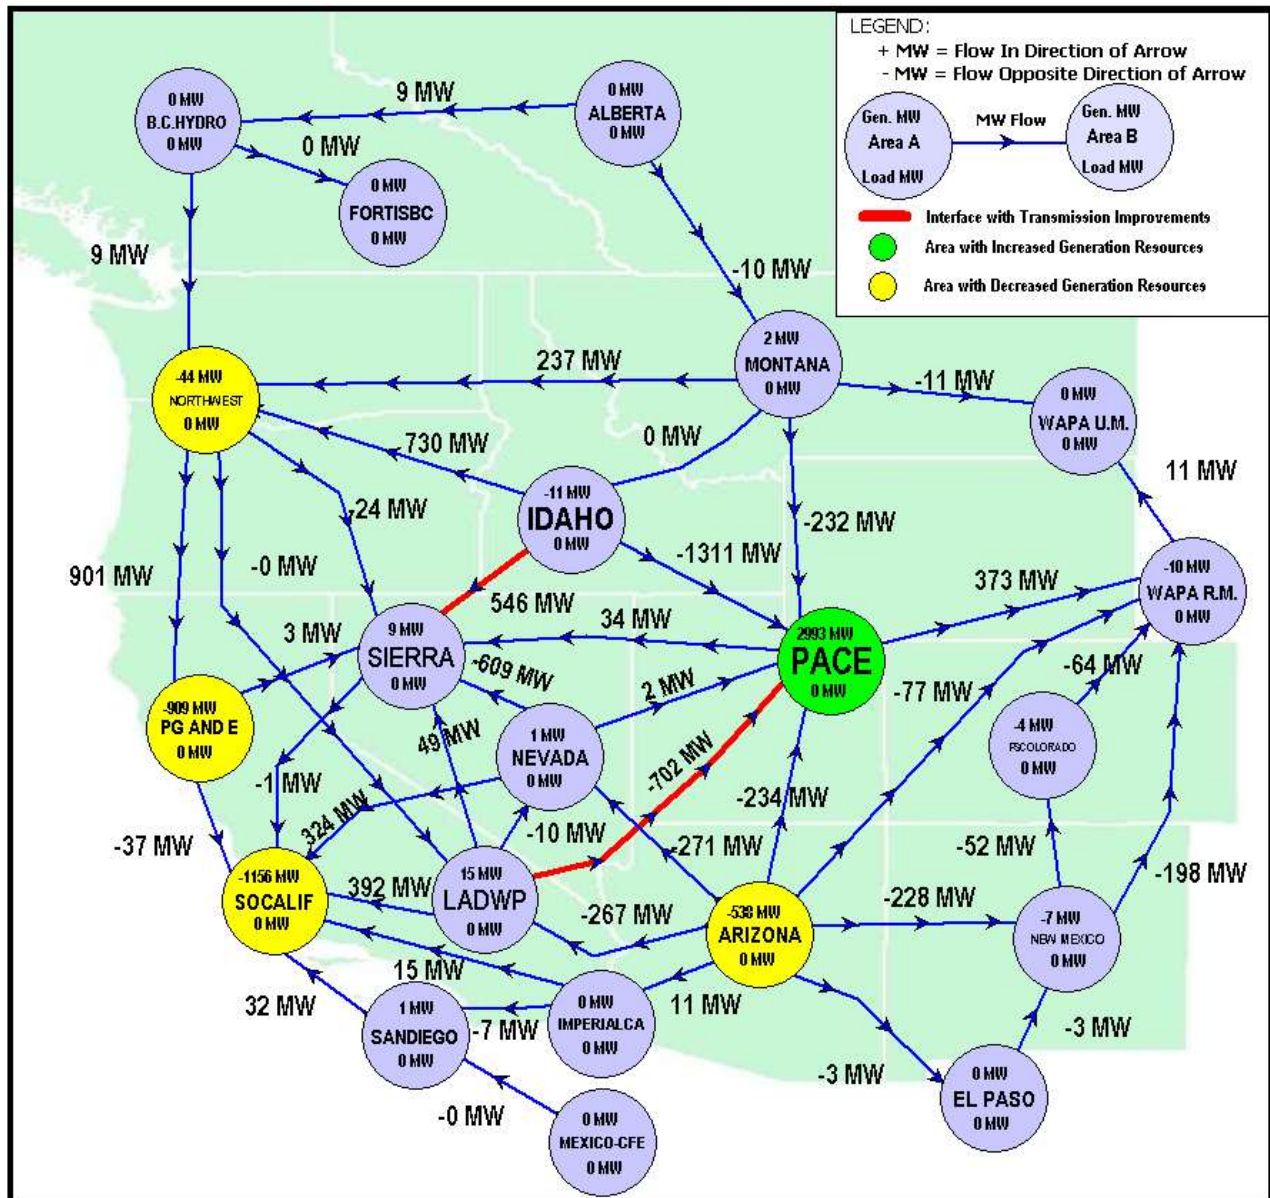 LEGEND:
+ MW = Flow In Direction of Arrow
- MW = Flow Opposite Direction of Arrow
Gen. MW
Area A
Load MW
MW Flow
Gen. MW
Area B
Load MW
Interface with Transmission Improvements
Area with Increased Generation Resources
Area with Decreased Generation Resources
0 MW
B.C.HYDRO
0 MW
9 MW
0 MW
ALBERTA
0 MW
0 MW
0 MW
FORTISBC
0 MW
9 MW
-10 MW
2 MW
MONTANA
0 MW
237 MW
-11 MW
0 MW
WAPA U.M.
0 MW
-44 MW
NORTHWEST
0 MW
730 MW
0 MW
11 MW
-24 MW
-11 MW
IDAHO
0 MW
-232 MW
-0 MW
-1311 MW
901 MW
546 MW
373 MW
-10 MW
WAPA R.M.
0 MW
3 MW
34 MW
9 MW
SIERRA
0 MW
-609 MW
2 MW
2993 MW
PACE
0 MW
-64 MW
-77 MW
-909 MW
PG AND E
0 MW
49 MW
1 MW
NEVADA
0 MW
-702 MW
-4 MW
PSCOLORADO
0 MW
-1 MW
324 MW
-10 MW
-234 MW
-37 MW
-271 MW
-52 MW
-198 MW
-1156 MW
SOCALIF
0 MW
392 MW
15 MW
LADWP
0 MW
-267 MW
-538 MW
ARIZONA
0 MW
-228 MW
-7 MW
NEW MEXICO
0 MW
15 MW
11 MW
32 MW
1 MW
SANDIEGO
0 MW
-7 MW
0 MW
IMPERIALCA
0 MW
-3 MW
-3 MW
0 MW
EL PASO
0 MW
-0 MW
0 MW
MEXICO-CFE
0 MW